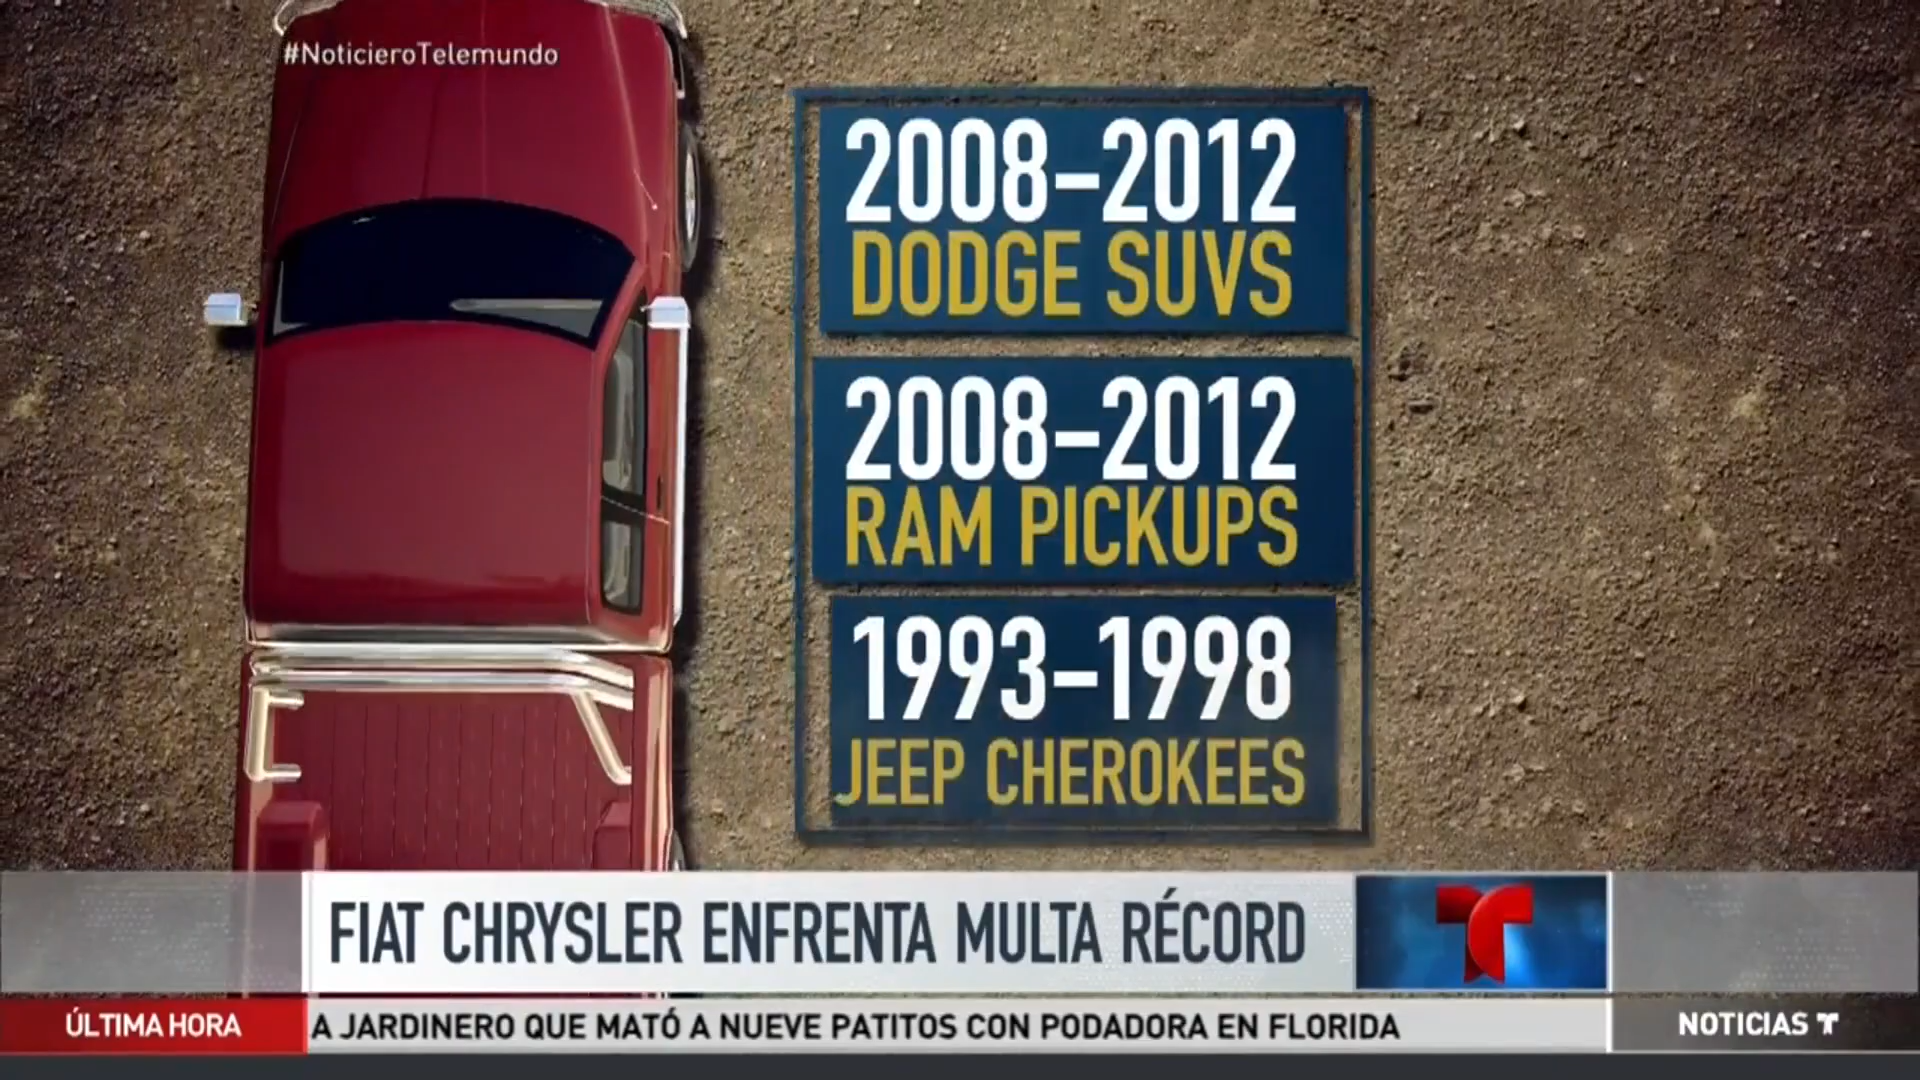 #NoticieroTelemundo
2008–2012
DODGE SUVS
2008–2012
RAM PICKUPS
1993–1998
JEEP CHEROKEES
FIAT CHRYSLER ENFRENTA MULTA RÉCORD
ÚLTIMA HORA
A JARDINERO QUE MATÓ A NUEVE PATITOS CON PODADORA EN FLORIDA
NOTICIAS T